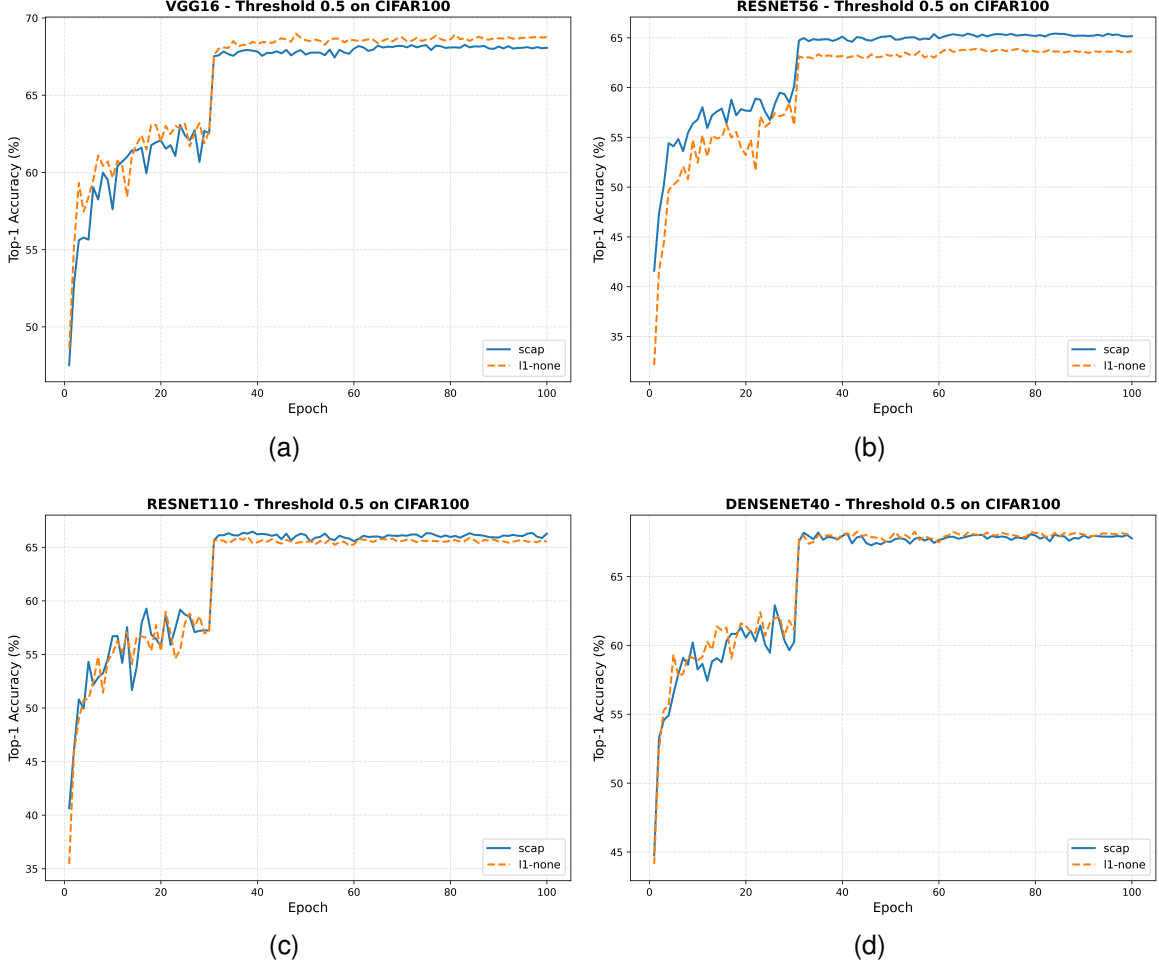 VGG16 - Threshold 0.5 on CIFAR100
70
65
60
55
50
Top-1 Accuracy (%)
0 20 40 60 80 100
Epoch
scap
l1-none
(a)
RESNET56 - Threshold 0.5 on CIFAR100
65
60
55
50
45
40
35
Top-1 Accuracy (%)
0 20 40 60 80 100
Epoch
scap
l1-none
(b)
RESNET110 - Threshold 0.5 on CIFAR100
65
60
55
50
45
40
35
Top-1 Accuracy (%)
0 20 40 60 80 100
Epoch
scap
l1-none
(c)
DENSENET40 - Threshold 0.5 on CIFAR100
65
60
55
50
45
Top-1 Accuracy (%)
0 20 40 60 80 100
Epoch
scap
l1-none
(d)